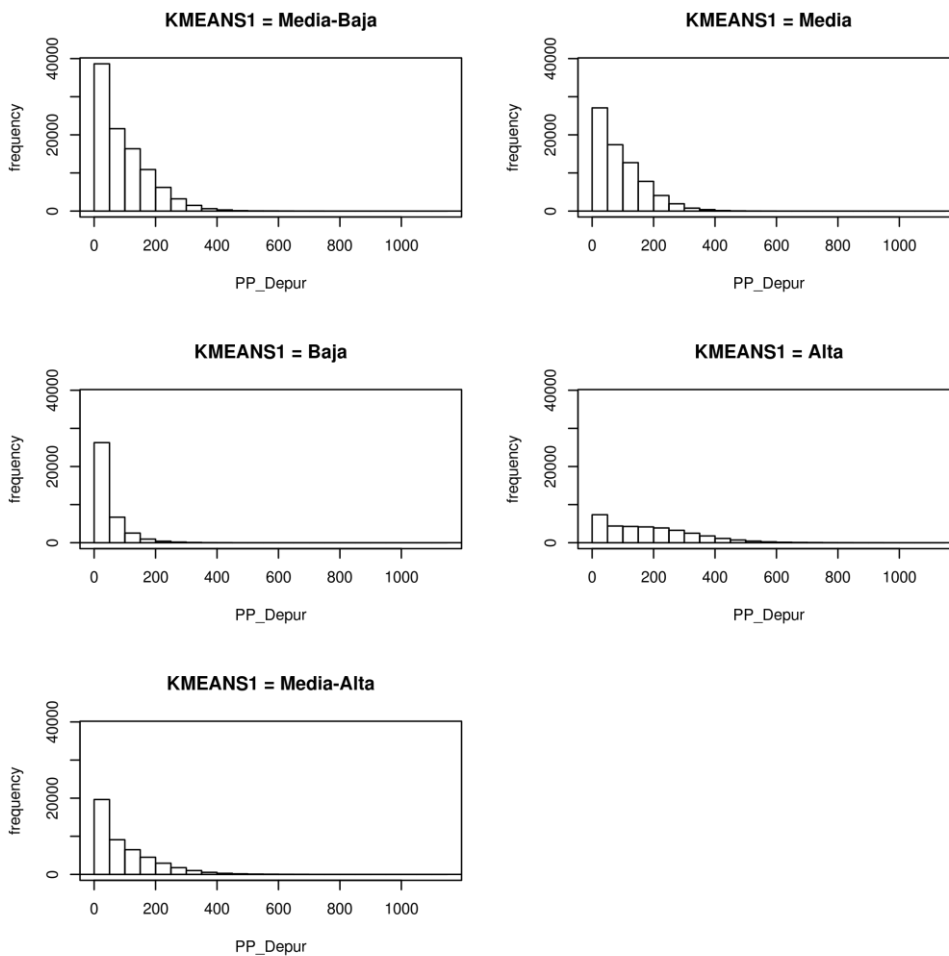 KMEANS1 = Media-Baja
frequency
0 20000 40000
0 200 400 600 800 1000
PP_Depur
KMEANS1 = Media
frequency
0 20000 40000
0 200 400 600 800 1000
PP_Depur
KMEANS1 = Baja
frequency
0 20000 40000
0 200 400 600 800 1000
PP_Depur
KMEANS1 = Alta
frequency
0 20000 40000
0 200 400 600 800 1000
PP_Depur
KMEANS1 = Media-Alta
frequency
0 20000 40000
0 200 400 600 800 1000
PP_Depur